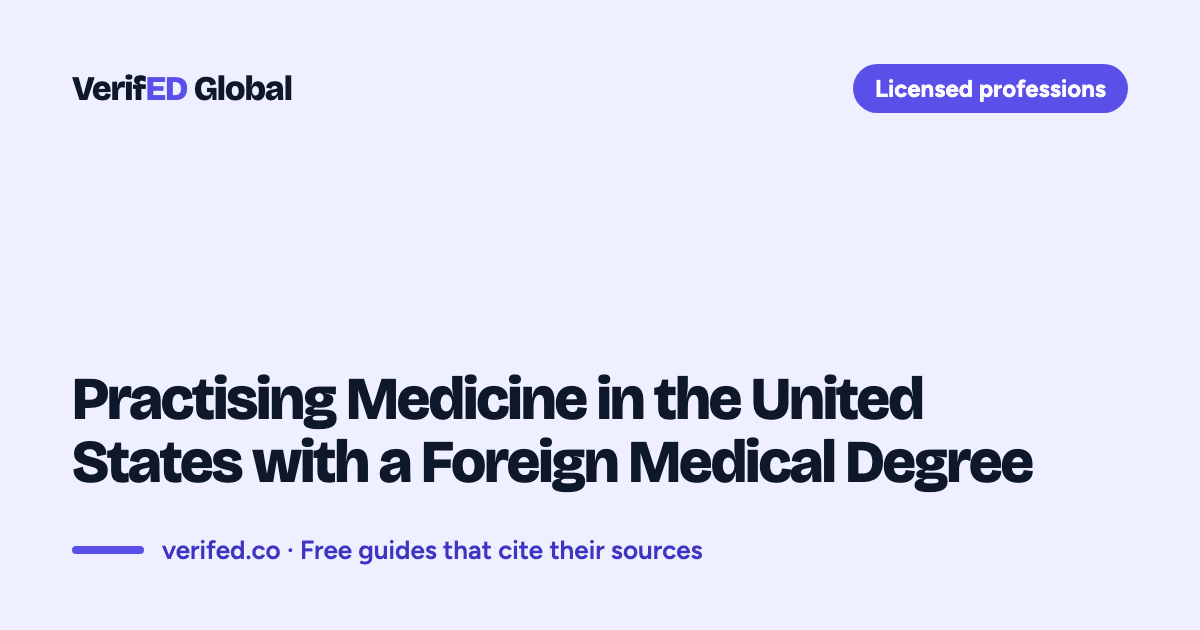 VerifED Global
Licensed professions
Practising Medicine in the United
States with a Foreign Medical Degree
verifed.co · Free guides that cite their sources